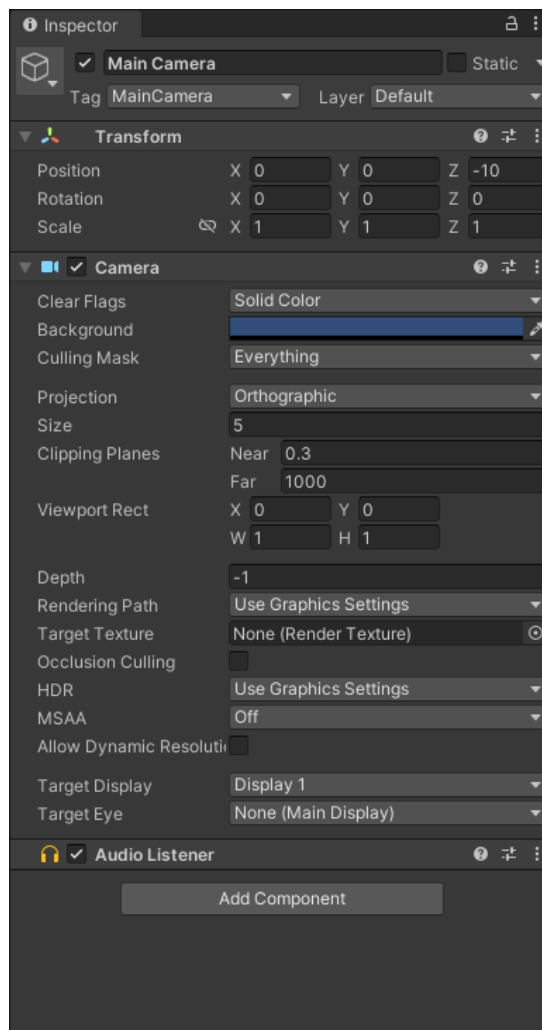 Inspector
Main Camera Static
Tag MainCamera Layer Default
Transform
Position X 0 Y 0 Z -10
Rotation X 0 Y 0 Z 0
Scale X 1 Y 1 Z 1
Camera
Clear Flags Solid Color
Background
Culling Mask Everything
Projection Orthographic
Size 5
Clipping Planes Near 0.3
Far 1000
Viewport Rect X 0 Y 0
W 1 H 1
Depth -1
Rendering Path Use Graphics Settings
Target Texture None (Render Texture)
Occlusion Culling
HDR Use Graphics Settings
MSAA Off
Allow Dynamic Resoluti
Target Display Display 1
Target Eye None (Main Display)
Audio Listener
Add Component